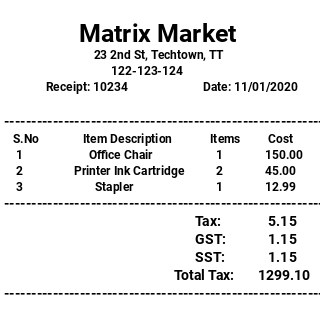 Matrix Market
23 2nd St, Techtown, TT
122-123-124
Receipt: 10234 Date: 11/01/2020
S.No Item Description Items Cost
1 Office Chair 1 150.00
2 Printer Ink Cartridge 2 45.00
3 Stapler 1 12.99
Tax: 5.15
GST: 1.15
SST: 1.15
Total Tax: 1299.10